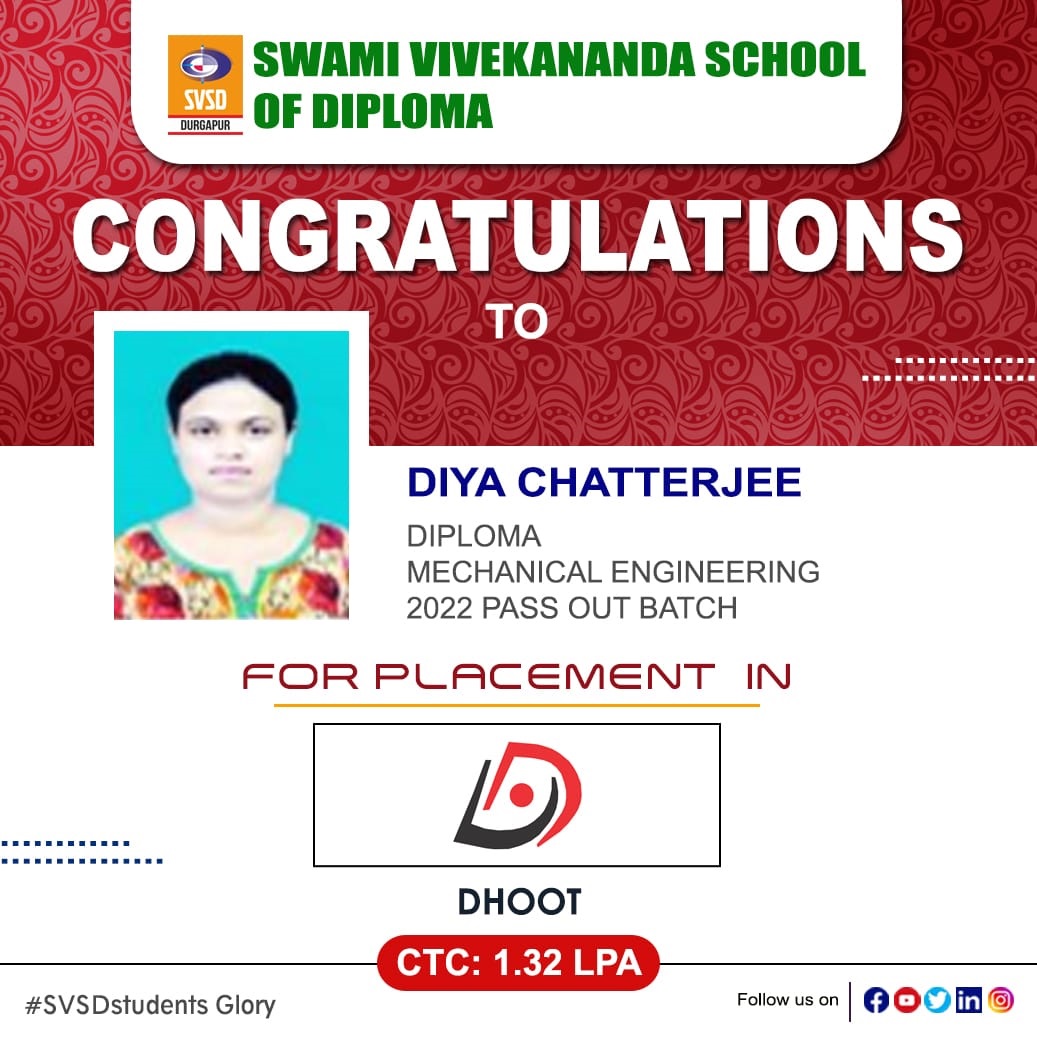 SVSD
DURGAPUR
SWAMI VIVEKANANDA SCHOOL
OF DIPLOMA
CONGRATULATIONS
TO
DIYA CHATTERJEE
DIPLOMA
MECHANICAL ENGINEERING
2022 PASS OUT BATCH
FOR PLACEMENT IN
DHOOT
CTC: 1.32 LPA
#SVSDstudents Glory
Follow us on